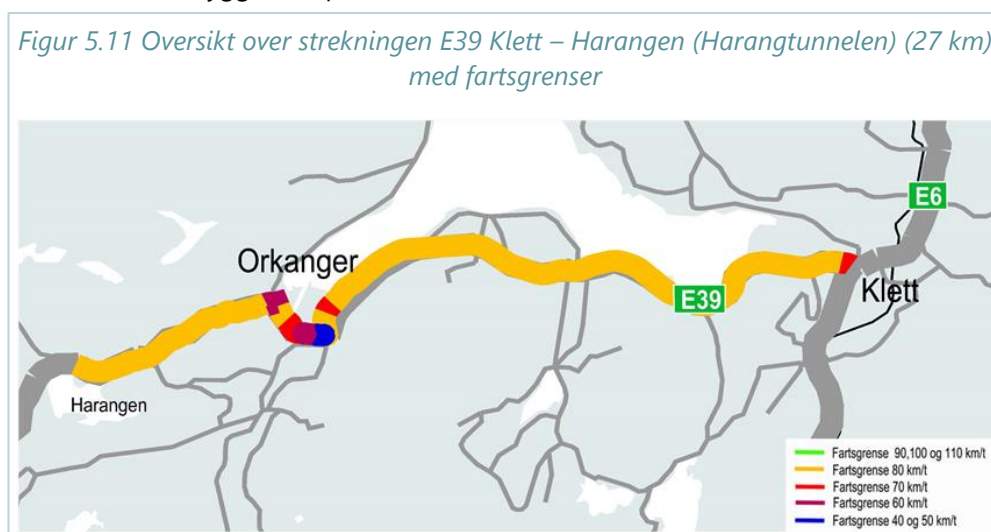 Figur 5.11 Oversikt over strekningen E39 Klett – Harangen (Harangtunnelen) (27 km)
med fartsgrenser
E6
Orkanger
Klett
E39
Harangen
Fartsgrense 90,100 og 110 km/t
Fartsgrense 80 km/t
Fartsgrense 70 km/t
Fartsgrense 60 km/t
Fartsgrense 40 og 50 km/t